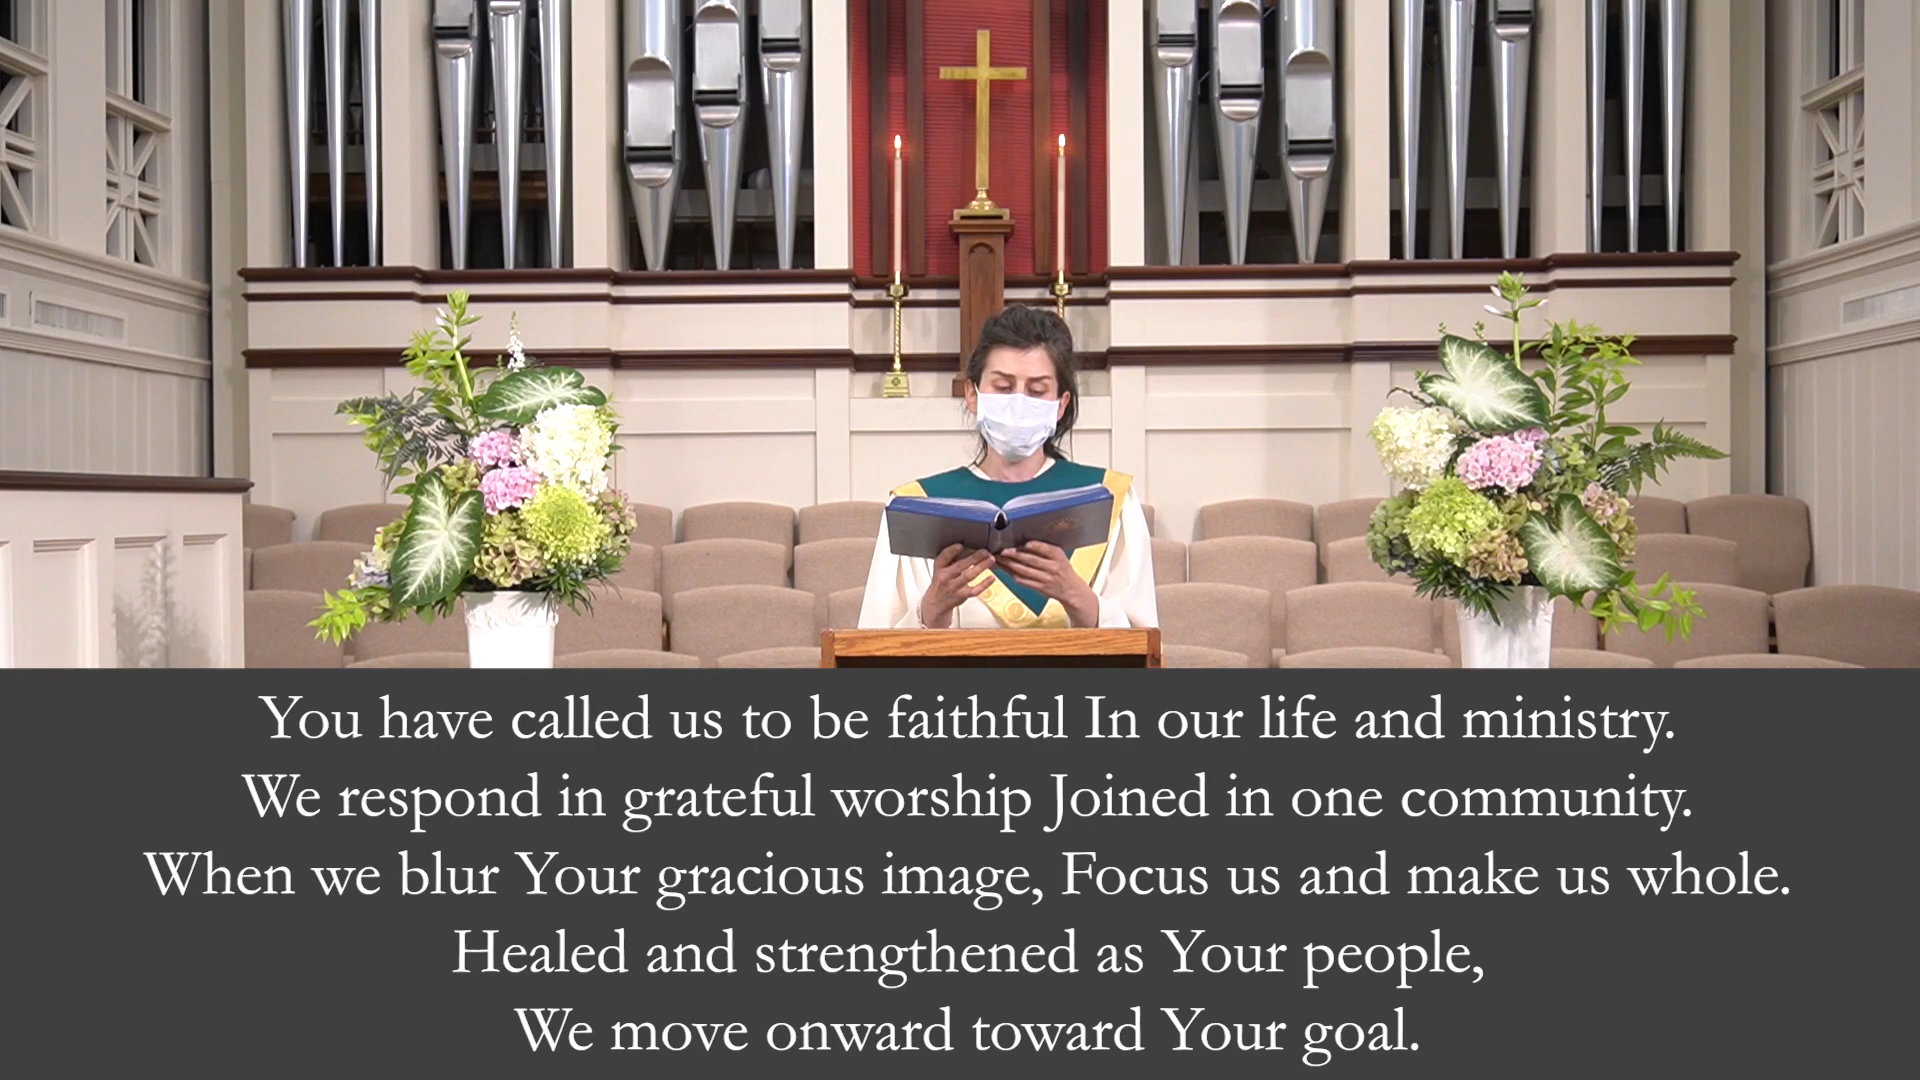 You have called us to be faithful In our life and ministry.
We respond in grateful worship Joined in one community.
When we blur Your gracious image, Focus us and make us whole.
Healed and strengthened as Your people,
We move onward toward Your goal.